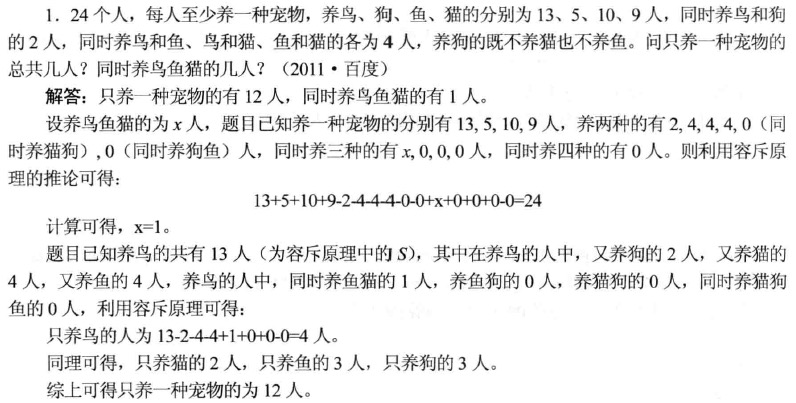 1. 24 个人，每人至少养一种宠物，养鸟、狗、鱼、猫的分别为 13、5、10、9 人，同时养鸟和狗
的 2 人，同时养鸟和鱼、鸟和猫、鱼和猫的各为 4 人，养狗的既不养猫也不养鱼。问只养一种宠物的
总共几人？同时养鸟鱼猫的几人？（2011·百度）
解答：只养一种宠物的有 12 人，同时养鸟鱼猫的有 1 人。
设养鸟鱼猫的为 x 人，题目已知养一种宠物的分别有 13, 5, 10, 9 人，养两种的有 2, 4, 4, 4, 0（同
时养猫狗）, 0（同时养狗鱼）人，同时养三种的有 x, 0, 0, 0 人，同时养四种的有 0 人。则利用容斥原
理的推论可得：
13+5+10+9-2-4-4-4-0-0+x+0+0+0-0=24
计算可得，x=1。
题目已知养鸟的共有 13 人（为容斥原理中的 S），其中在养鸟的人中，又养狗的 2 人，又养猫的
4 人，又养鱼的 4 人，养鸟的人中，同时养鱼猫的 1 人，养鱼狗的 0 人，养猫狗的 0 人，同时养猫狗
鱼的 0 人，利用容斥原理可得：
只养鸟的人为 13-2-4-4+1+0+0-0=4 人。
同理可得，只养猫的 2 人，只养鱼的 3 人，只养狗的 3 人。
综上可得只养一种宠物的为 12 人。